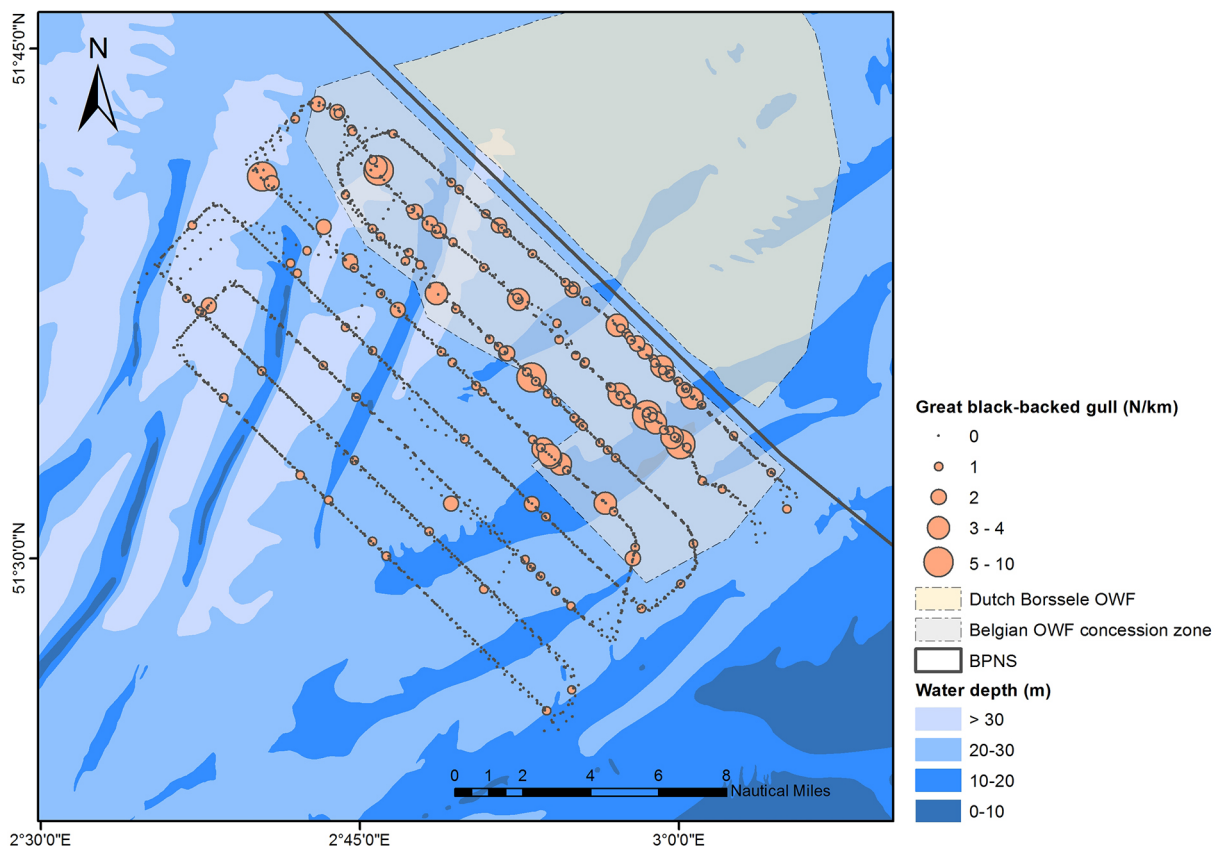 51°45'0"N
N
51°30'0"N
0 1 2 4 6 8
Nautical Miles
2°30'0"E 2°45'0"E 3°0'0"E
Great black-backed gull (N/km)
0
1
2
3 - 4
5 - 10
Dutch Borssele OWF
Belgian OWF concession zone
BPNS
Water depth (m)
> 30
20-30
10-20
0-10